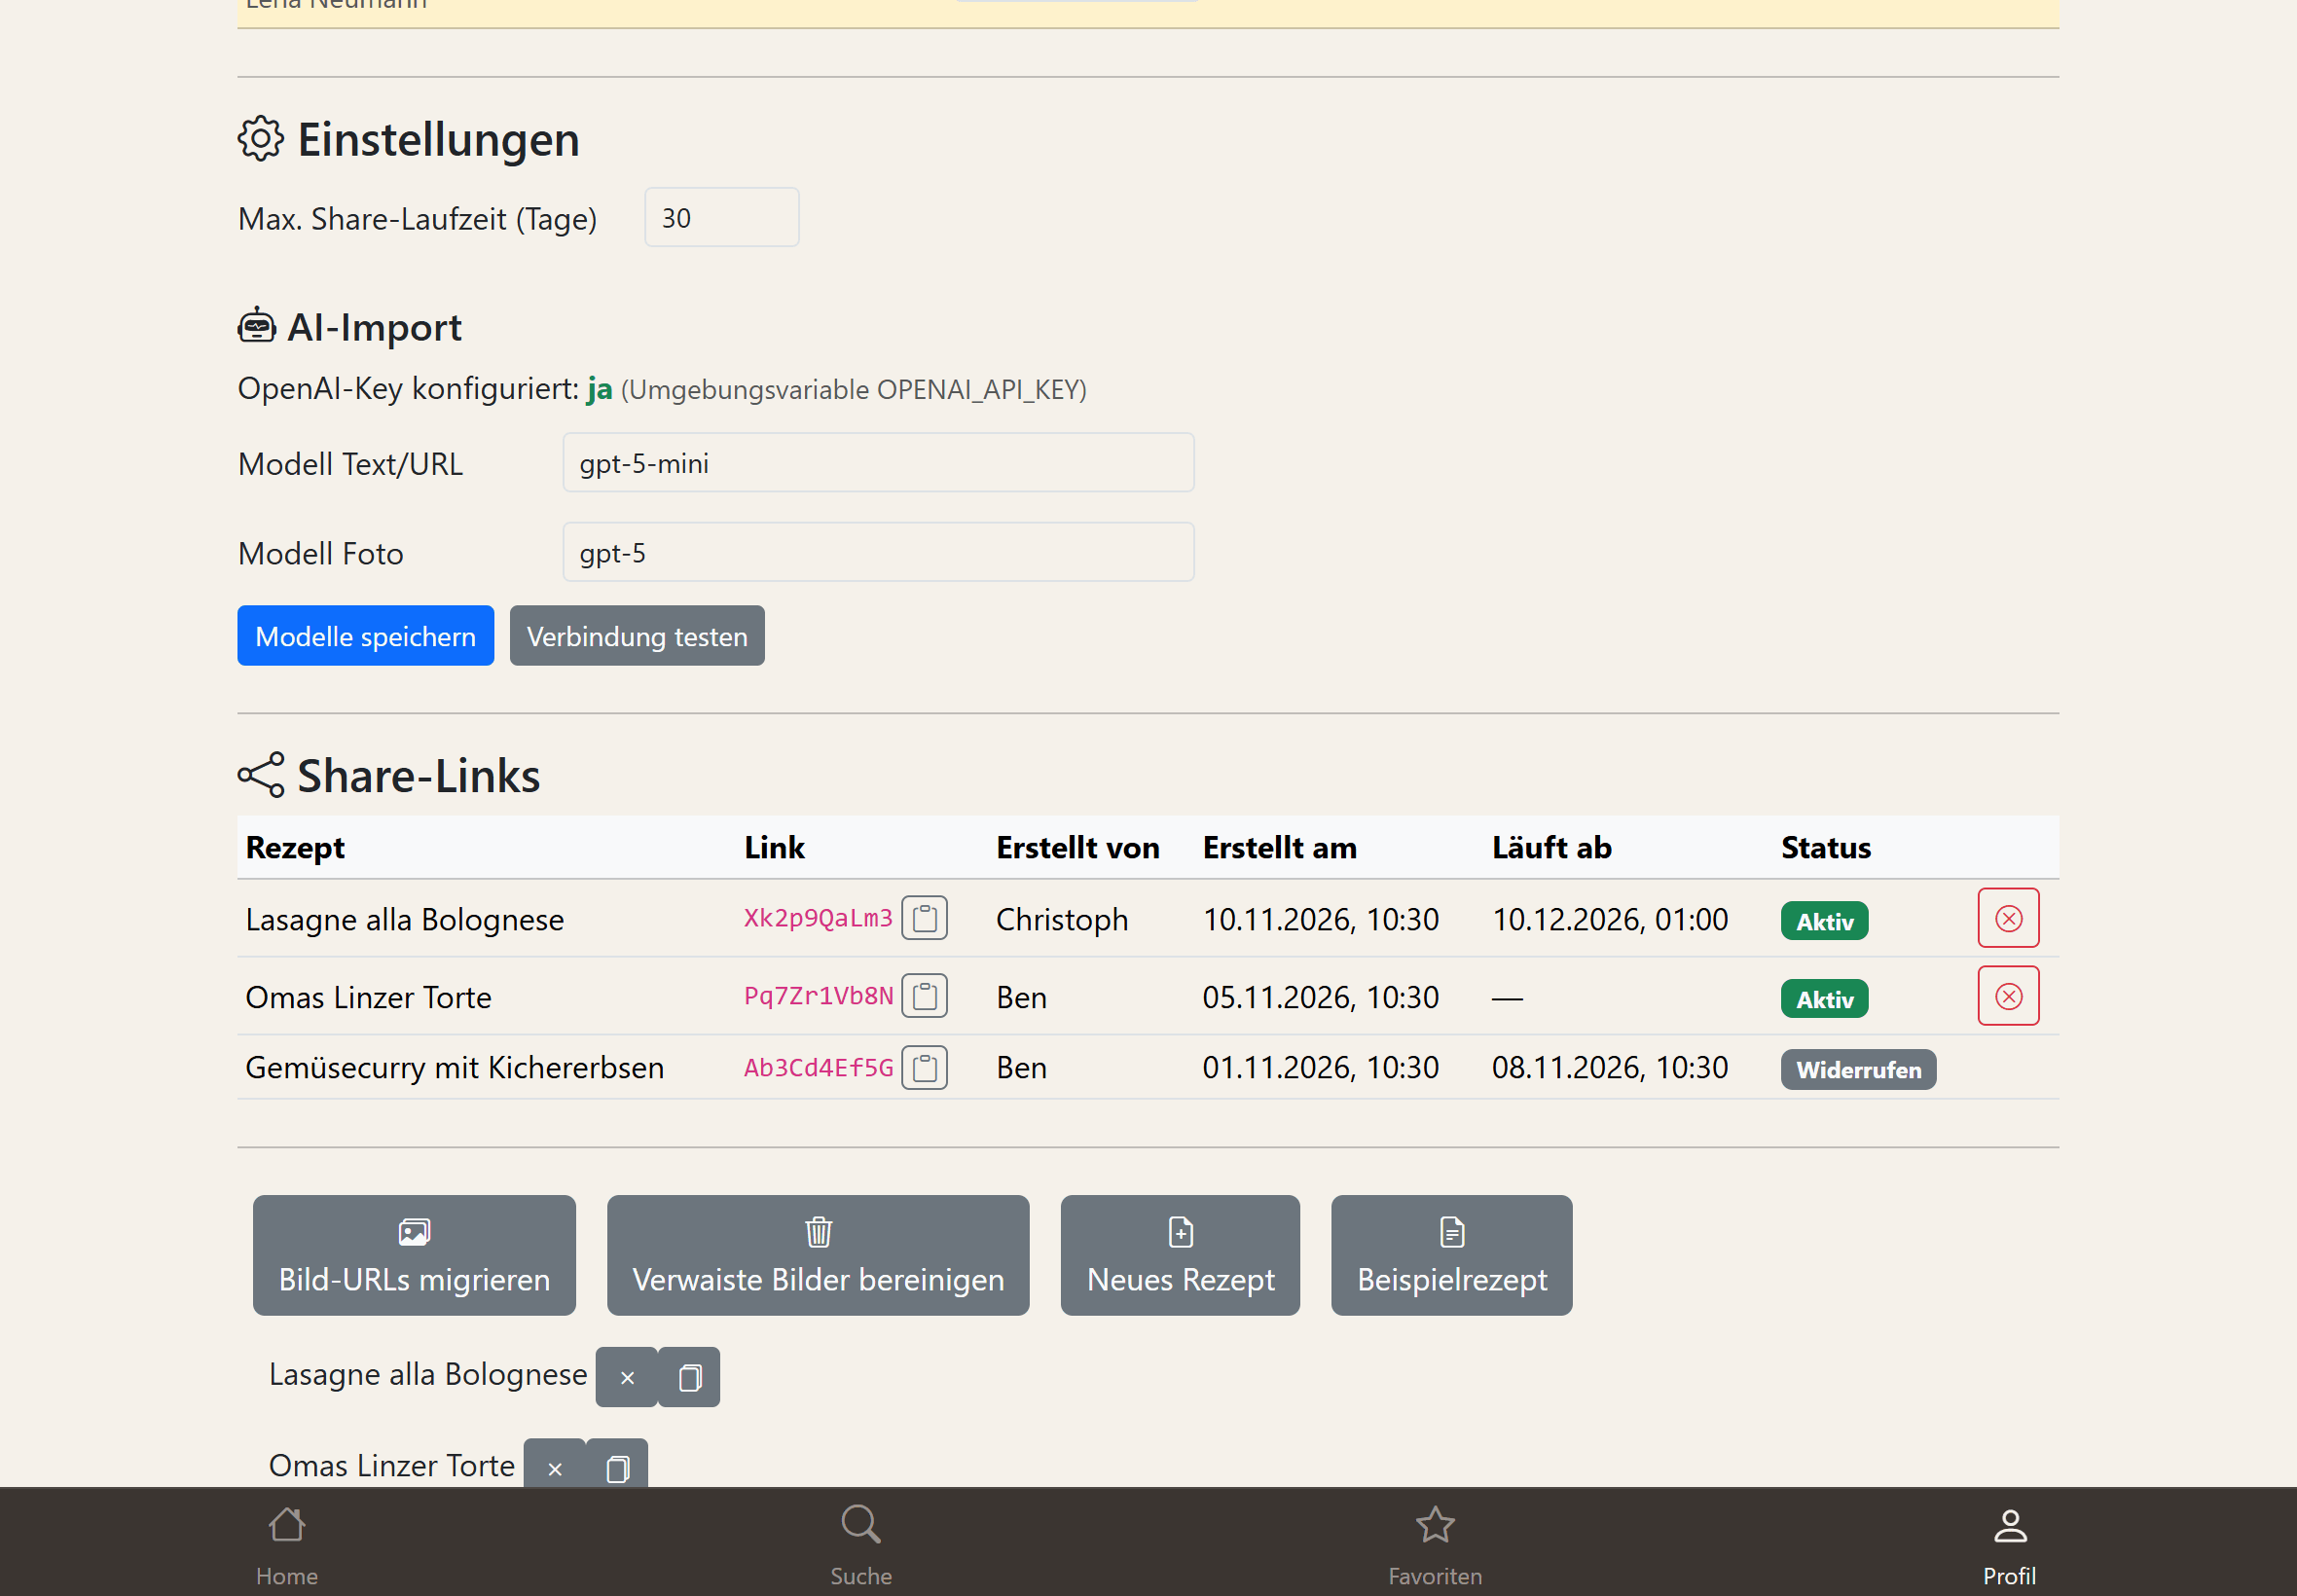 Lena Neumann
Einstellungen
Max. Share-Laufzeit (Tage) 30
AI-Import
OpenAI-Key konfiguriert: ja (Umgebungsvariable OPENAI_API_KEY)
Modell Text/URL gpt-5-mini
Modell Foto gpt-5
Modelle speichern Verbindung testen
Share-Links
Rezept Link Erstellt von Erstellt am Läuft ab Status
Lasagne alla Bolognese Xk2p9QaLm3 Christoph 10.11.2026, 10:30 10.12.2026, 01:00 Aktiv
Omas Linzer Torte Pq7Zr1Vb8N Ben 05.11.2026, 10:30 — Aktiv
Gemüsecurry mit Kichererbsen Ab3Cd4Ef5G Ben 01.11.2026, 10:30 08.11.2026, 10:30 Widerrufen
Bild-URLs migrieren Verwaiste Bilder bereinigen Neues Rezept Beispielrezept
Lasagne alla Bolognese ×
Omas Linzer Torte ×
Home Suche Favoriten Profil